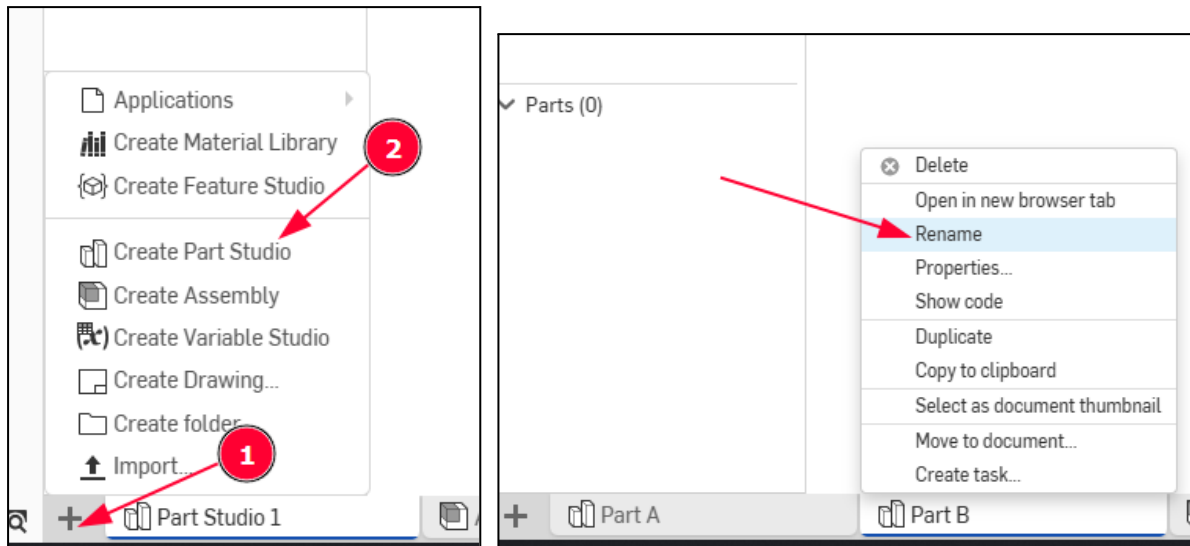 Applications
Create Material Library
2
Create Feature Studio
Create Part Studio
Create Assembly
Create Variable Studio
Create Drawing...
Create folder...
1
Import...
Part Studio 1
Parts (0)
Delete
Open in new browser tab
Rename
Properties...
Show code
Duplicate
Copy to clipboard
Select as document thumbnail
Move to document...
Create task...
Part A
Part B